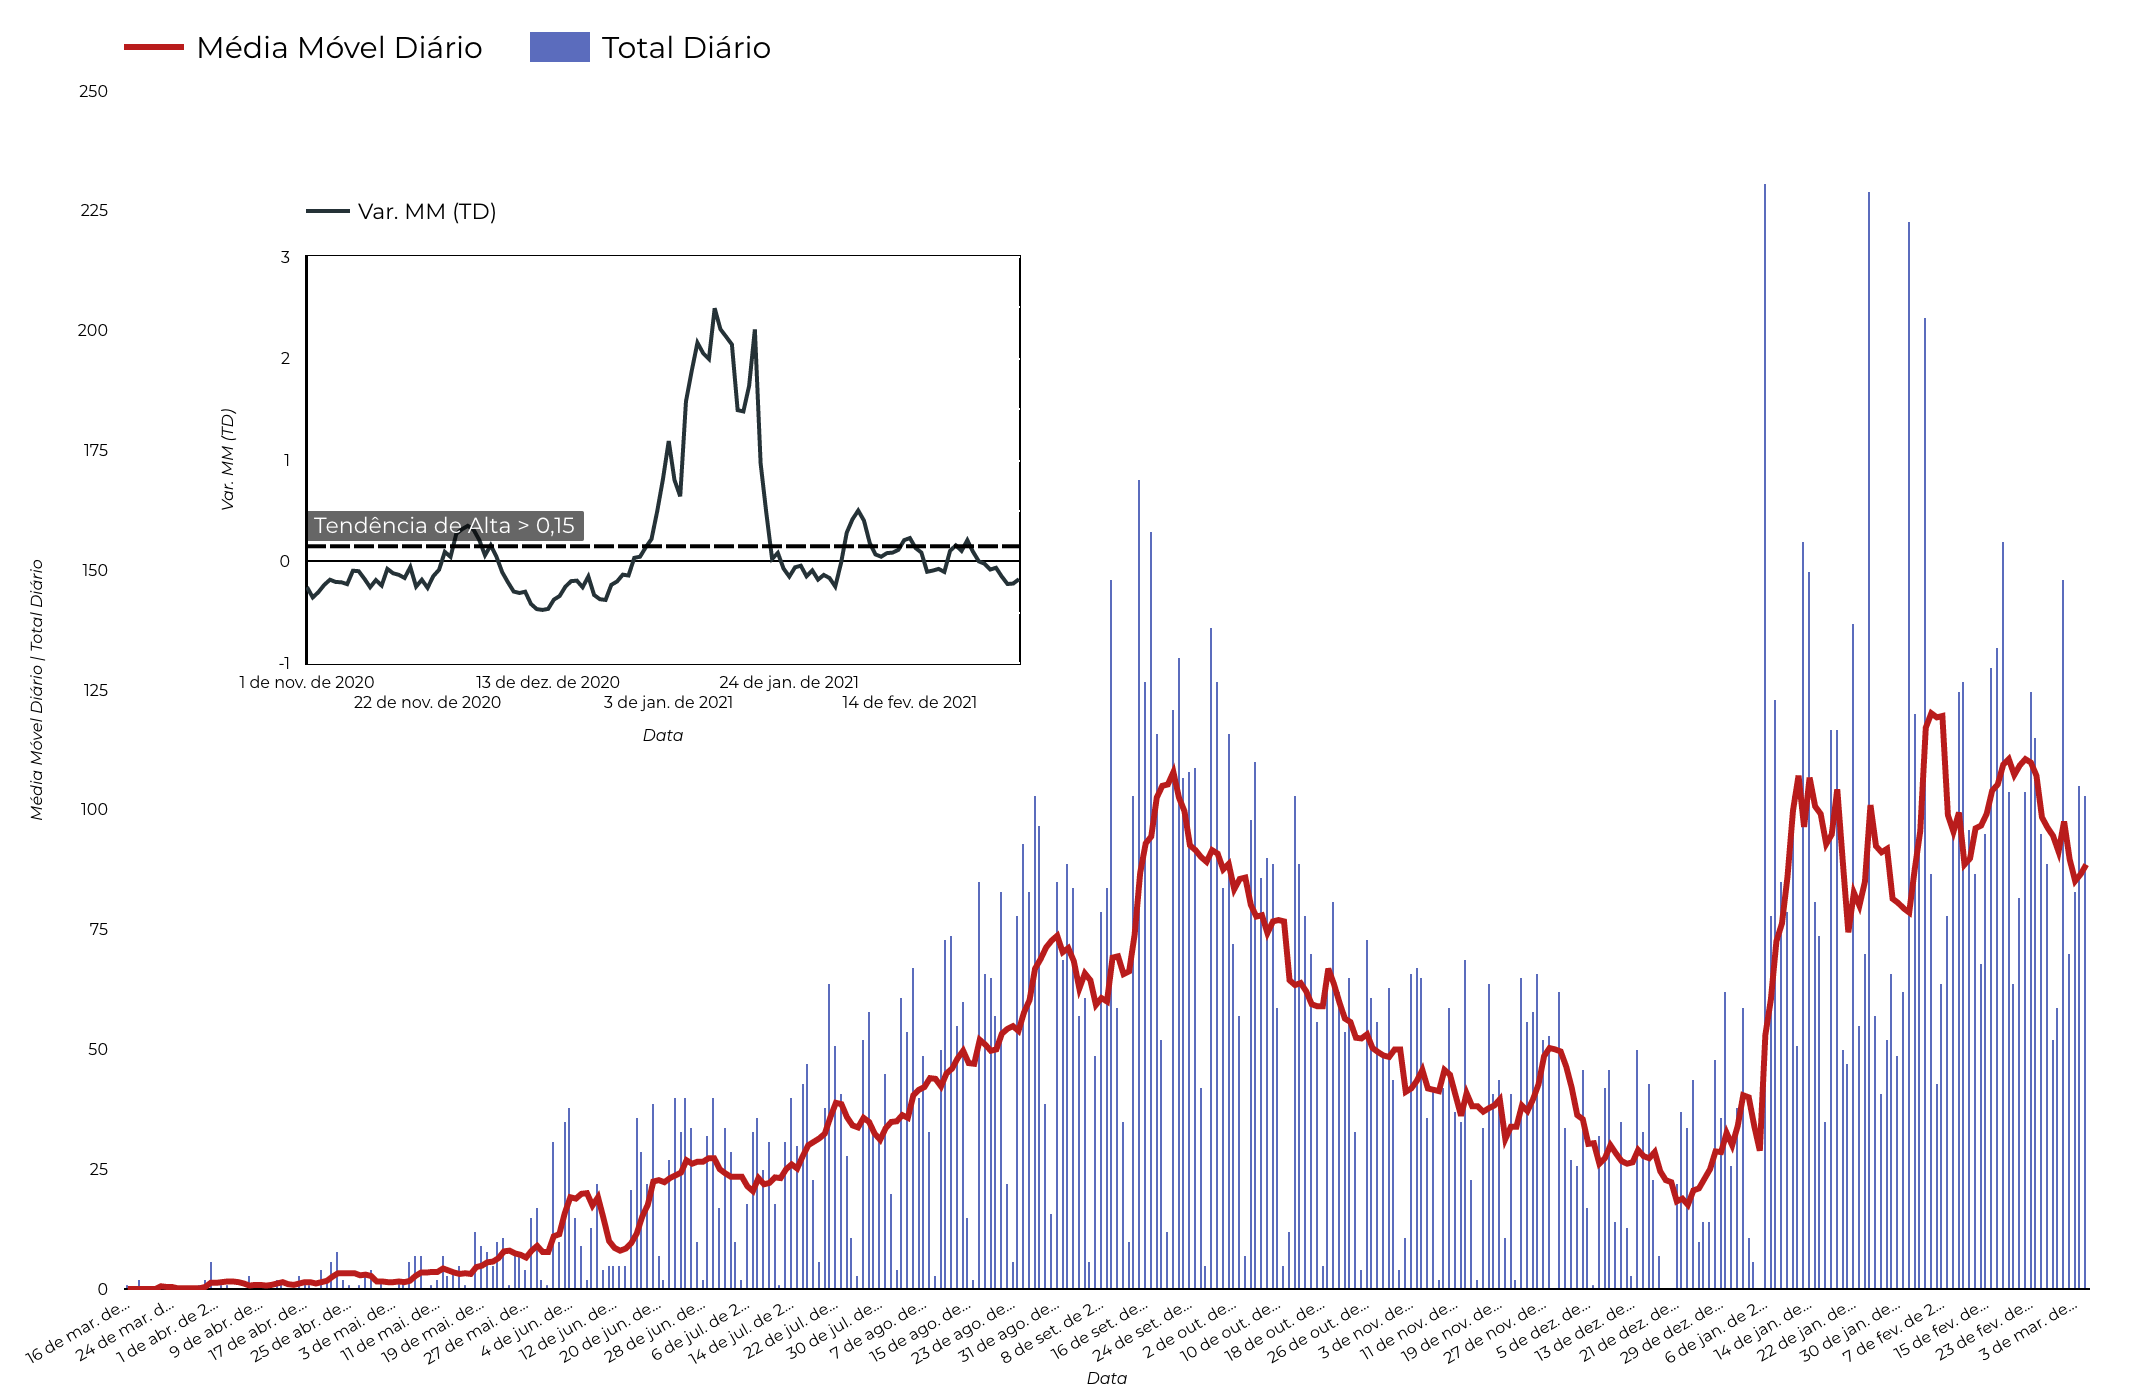 Média Móvel Diário
Total Diário
250
225
200
175
150
125
100
75
50
25
0
Média Móvel Diário | Total Diário
Var. MM (TD)
3
2
1
0
-1
Var. MM (TD)
Tendência de Alta > 0,15
1 de nov. de 2020
13 de dez. de 2020
24 de jan. de 2021
22 de nov. de 2020
3 de jan. de 2021
14 de fev. de 2021
Data
16 de mar. de...
24 de mar. d...
1 de abr. de 2...
9 de abr. de...
17 de abr. de...
25 de abr. de...
3 de mai. de...
11 de mai. de...
19 de mai. de...
27 de mai. de...
4 de jun. de...
12 de jun. de...
20 de jun. de...
28 de jun. de...
6 de jul. de 2...
14 de jul. de 2...
22 de jul. de...
30 de jul. de...
7 de ago. de...
15 de ago. de...
23 de ago. de...
31 de ago. de...
8 de set. de 2...
16 de set. de...
24 de set. de...
2 de out. de...
10 de out. de...
18 de out. de...
26 de out. de...
3 de nov. de...
11 de nov. de...
19 de nov. de...
27 de nov. de...
5 de dez. de...
13 de dez. de...
21 de dez. de...
29 de dez. de...
6 de jan. de 2...
14 de jan. de...
22 de jan. de...
30 de jan. de...
7 de fev. de 2...
15 de fev. de...
23 de fev. de...
3 de mar. de...
Data